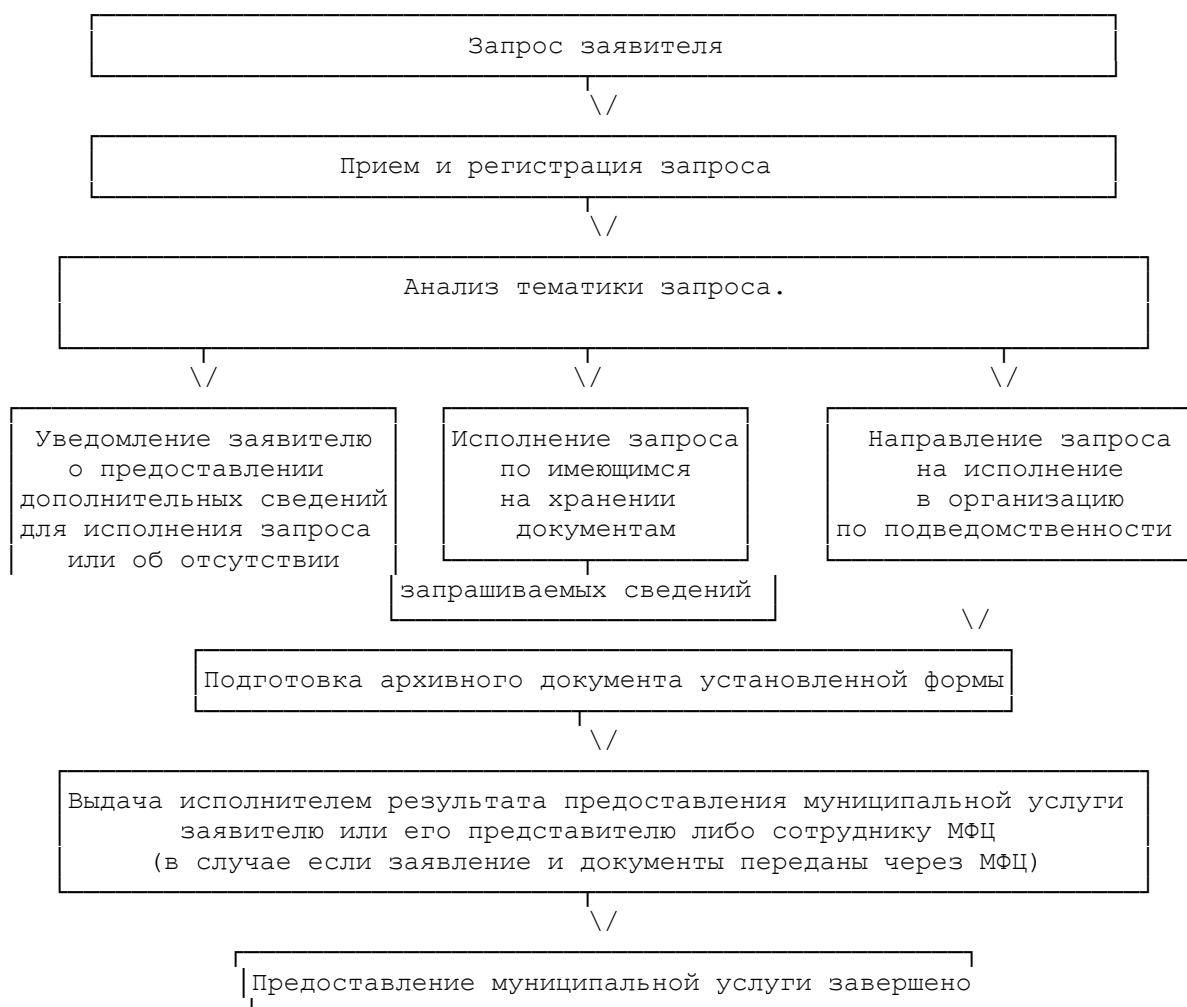 Запрос заявителя
\/
Прием и регистрация запроса
\/
Анализ тематики запроса.
\/ \/ \/
Уведомление заявителю
о предоставлении
дополнительных сведений
для исполнения запроса
или об отсутствии
запрашиваемых сведений
Исполнение запроса
по имеющимся
на хранении
документам
Направление запроса
на исполнение
в организацию
по подведомственности
\/
Подготовка архивного документа установленной формы
\/
Выдача исполнителем результата предоставления муниципальной услуги
заявителю или его представителю либо сотруднику МФЦ
(в случае если заявление и документы переданы через МФЦ)
\/
Предоставление муниципальной услуги завершено